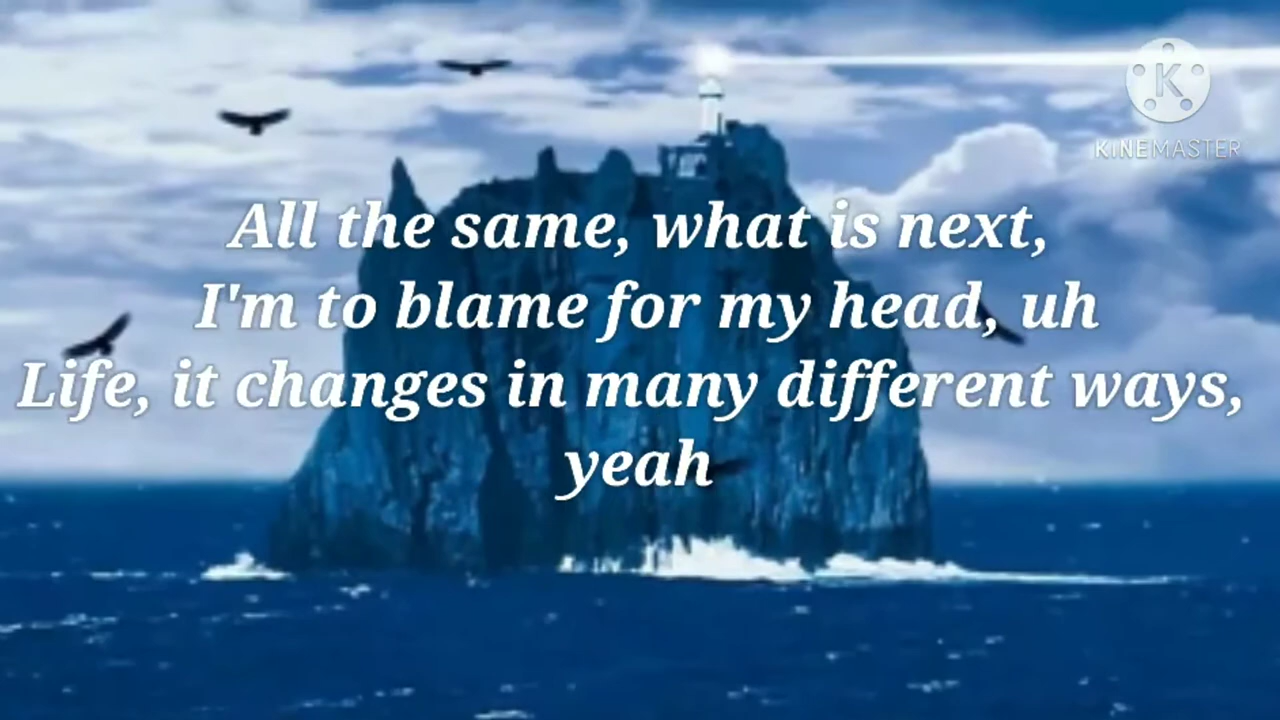 KINEMASTER
All the same, what is next,
I'm to blame for my head, uh
Life, it changes in many different ways,
yeah